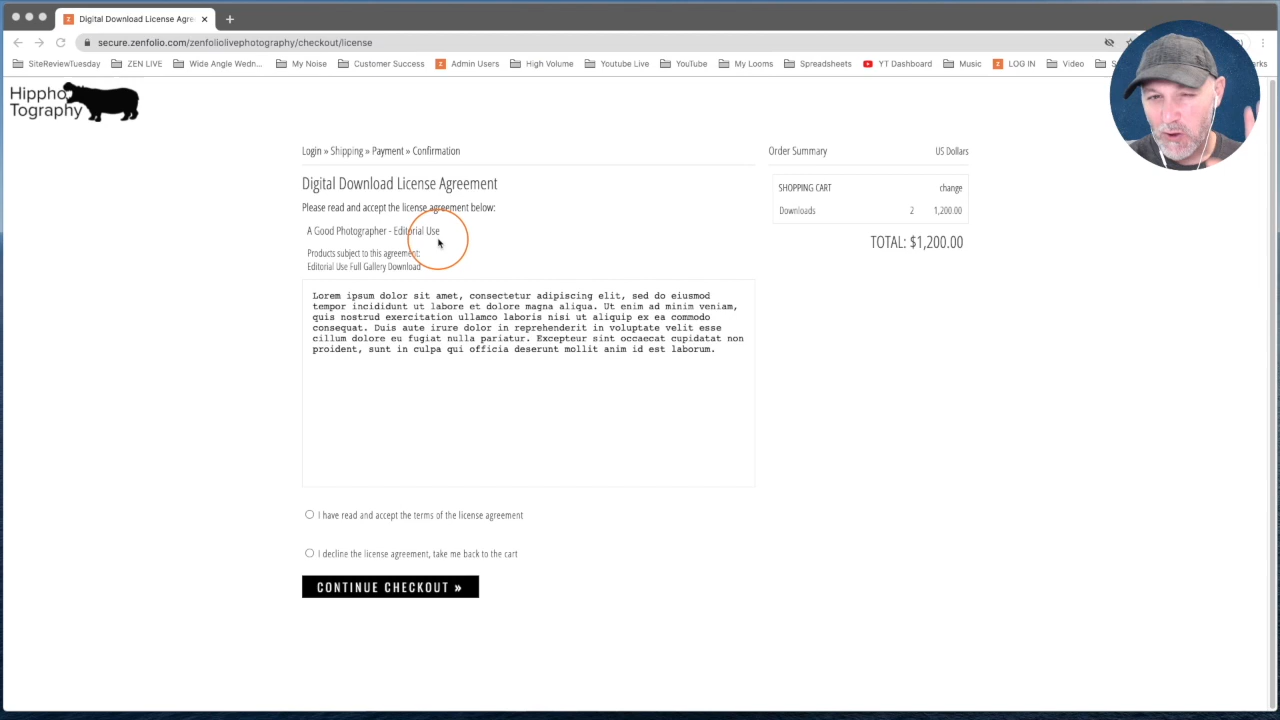 Digital Download License Agre
secure.zenfolio.com/zenfoliolivephotography/checkout/license
SiteReviewTuesday
ZEN LIVE
Wide Angle Wedn...
My Noise
Customer Success
Admin Users
High Volume
Youtube Live
YouTube
My Looms
Spreadsheets
YT Dashboard
Music
LOG IN
Video
Hippho
Tography
Login » Shipping » Payment » Confirmation
Digital Download License Agreement
Please read and accept the license agreement below:
A Good Photographer - Editorial Use
Products subject to this agreement:
Editorial Use Full Gallery Download
Lorem ipsum dolor sit amet, consectetur adipiscing elit, sed do eiusmod
tempor incididunt ut labore et dolore magna aliqua. Ut enim ad minim veniam,
quis nostrud exercitation ullamco laboris nisi ut aliquip ex ea commodo
consequat. Duis aute irure dolor in reprehenderit in voluptate velit esse
cillum dolore eu fugiat nulla pariatur. Excepteur sint occaecat cupidatat non
proident, sunt in culpa qui officia deserunt mollit anim id est laborum.
I have read and accept the terms of the license agreement
I decline the license agreement, take me back to the cart
CONTINUE CHECKOUT »
Order Summary
US Dollars
SHOPPING CART
change
Downloads 2 1,200.00
TOTAL: $1,200.00